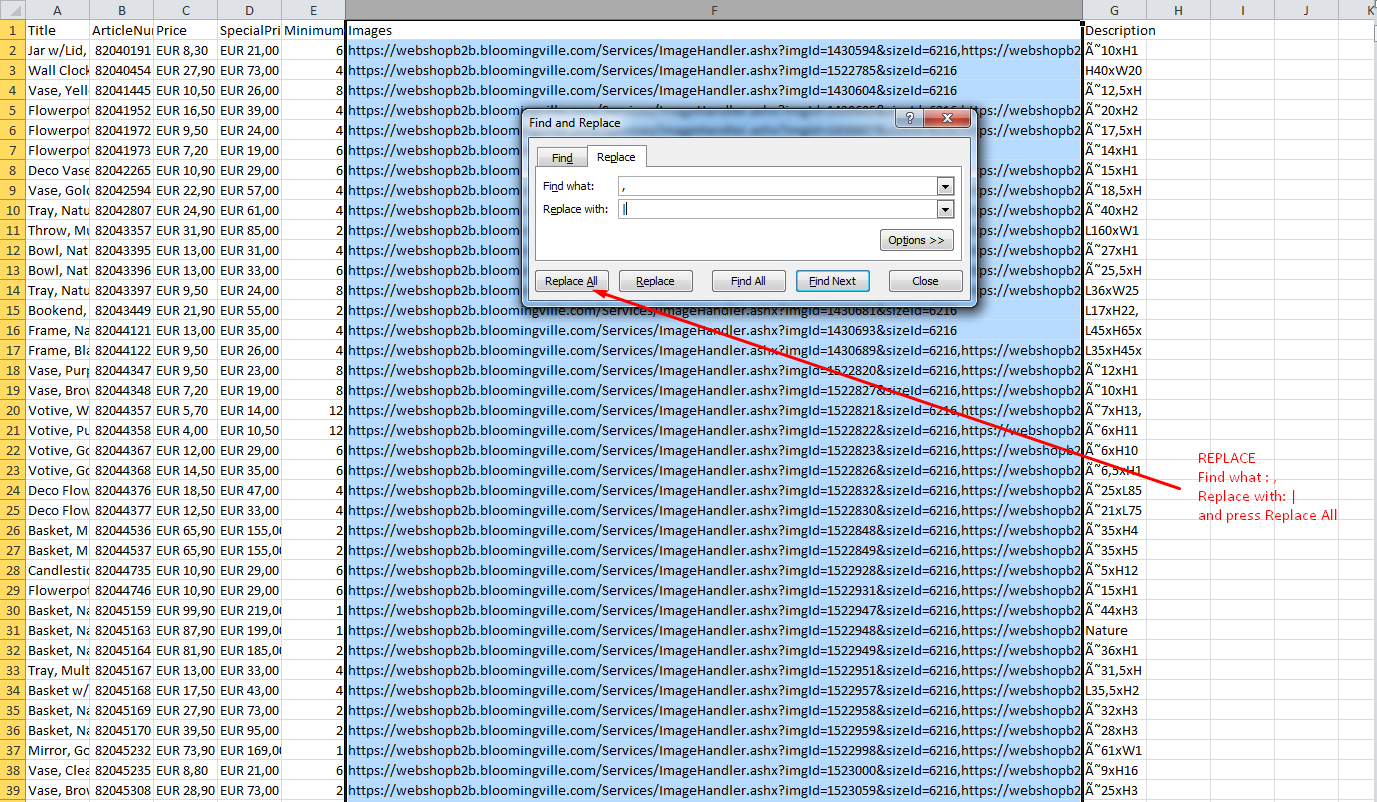 A B C D E F G H I J K
1 Title ArticleNu Price SpecialPri Minimum Images Description
2 Jar w/Lid, 82040191 EUR 8,30 EUR 21,00 6 https://webshopb2b.bloomingville.com/Services/ImageHandler.ashx?imgId=1430594&sizeId=6216,https://webshopb2 Ã˜10xH1
3 Wall Clock 82040454 EUR 27,90 EUR 73,00 4 https://webshopb2b.bloomingville.com/Services/ImageHandler.ashx?imgId=1522785&sizeId=6216 H40xW20
4 Vase, Yell 82041445 EUR 10,50 EUR 26,00 8 https://webshopb2b.bloomingville.com/Services/ImageHandler.ashx?imgId=1430604&sizeId=6216 Ã˜12,5xH
5 Flowerpot 82041952 EUR 16,50 EUR 39,00 4 https://webshopb2b.bloom ps://webshopb2 Ã˜20xH2
6 Flowerpot 82041972 EUR 9,50 EUR 24,00 4 https://webshopb2b.bloom ps://webshopb2 Ã˜17,5xH
7 Flowerpot 82041973 EUR 7,20 EUR 19,00 6 https://webshopb2b.bloom Ã˜14xH1
8 Deco Vase 82042265 EUR 10,90 EUR 29,00 6 https://webshopb2b.bloom ps://webshopb2 Ã˜15xH1
9 Vase, Gold 82042594 EUR 22,90 EUR 57,00 4 https://webshopb2b.bloom ps://webshopb2 Ã˜18,5xH
10 Tray, Natu 82042807 EUR 24,90 EUR 61,00 4 https://webshopb2b.bloom ps://webshopb2 Ã˜40xH2
11 Throw, Mu 82043357 EUR 31,90 EUR 85,00 2 https://webshopb2b.bloom ps://webshopb2 L160xW1
12 Bowl, Nat 82043395 EUR 13,00 EUR 31,00 4 https://webshopb2b.bloom ps://webshopb2 Ã˜27xH1
13 Bowl, Nat 82043396 EUR 13,00 EUR 33,00 6 https://webshopb2b.bloom ps://webshopb2 Ã˜25,5xH
14 Tray, Natu 82043397 EUR 9,50 EUR 24,00 8 https://webshopb2b.bloom ps://webshopb2 L36xW25
15 Bookend, 82043449 EUR 21,90 EUR 55,00 2 https://webshopb2b.bloomingville.com/Services/ImageHandler.ashx?imgId=1430681&sizeId=6216 L17xH22,
16 Frame, Na 82044121 EUR 13,00 EUR 35,00 4 https://webshopb2b.bloomingville.com/Services/ImageHandler.ashx?imgId=1430693&sizeId=6216 L45xH65x
17 Frame, Bla 82044122 EUR 9,50 EUR 26,00 4 https://webshopb2b.bloomingville.com/Services/ImageHandler.ashx?imgId=1430689&sizeId=6216,https://webshopb2 L35xH45x
18 Vase, Purp 82044347 EUR 9,50 EUR 23,00 8 https://webshopb2b.bloomingville.com/Services/ImageHandler.ashx?imgId=1522820&sizeId=6216,https://webshopb2 Ã˜12xH1
19 Vase, Brov 82044348 EUR 7,20 EUR 19,00 8 https://webshopb2b.bloomingville.com/Services/ImageHandler.ashx?imgId=1522827&sizeId=6216,https://webshopb2 Ã˜10xH1
20 Votive, W 82044357 EUR 5,70 EUR 14,00 12 https://webshopb2b.bloomingville.com/Services/ImageHandler.ashx?imgId=1522821&sizeId=6216,https://webshopb2 Ã˜7xH13,
21 Votive, Pu 82044358 EUR 4,00 EUR 10,50 12 https://webshopb2b.bloomingville.com/Services/ImageHandler.ashx?imgId=1522822&sizeId=6216,https://webshopb2 Ã˜6xH11
22 Votive, Go 82044367 EUR 12,00 EUR 29,00 6 https://webshopb2b.bloomingville.com/Services/ImageHandler.ashx?imgId=1522823&sizeId=6216,https://webshopb2 Ã˜6xH10
23 Votive, Go 82044368 EUR 14,50 EUR 35,00 6 https://webshopb2b.bloomingville.com/Services/ImageHandler.ashx?imgId=1522826&sizeId=6216,https://webshopb2 Ã˜6,5xH1
24 Deco Flow 82044376 EUR 18,50 EUR 47,00 4 https://webshopb2b.bloomingville.com/Services/ImageHandler.ashx?imgId=1522832&sizeId=6216,https://webshopb2 Ã˜25xL85
25 Deco Flow 82044377 EUR 12,50 EUR 33,00 4 https://webshopb2b.bloomingville.com/Services/ImageHandler.ashx?imgId=1522830&sizeId=6216,https://webshopb2 Ã˜21xL75
26 Basket, M 82044536 EUR 65,90 EUR 155,00 2 https://webshopb2b.bloomingville.com/Services/ImageHandler.ashx?imgId=1522848&sizeId=6216,https://webshopb2 Ã˜35xH4
27 Basket, M 82044537 EUR 65,90 EUR 155,00 2 https://webshopb2b.bloomingville.com/Services/ImageHandler.ashx?imgId=1522849&sizeId=6216,https://webshopb2 Ã˜35xH5
28 Candlestic 82044735 EUR 10,90 EUR 29,00 6 https://webshopb2b.bloomingville.com/Services/ImageHandler.ashx?imgId=1522928&sizeId=6216,https://webshopb2 Ã˜5xH12
29 Flowerpot 82044746 EUR 10,90 EUR 29,00 6 https://webshopb2b.bloomingville.com/Services/ImageHandler.ashx?imgId=1522931&sizeId=6216,https://webshopb2 Ã˜15xH1
30 Basket, Na 82045159 EUR 99,90 EUR 219,00 1 https://webshopb2b.bloomingville.com/Services/ImageHandler.ashx?imgId=1522947&sizeId=6216,https://webshopb2 Ã˜44xH3
31 Basket, Na 82045163 EUR 87,90 EUR 199,00 1 https://webshopb2b.bloomingville.com/Services/ImageHandler.ashx?imgId=1522948&sizeId=6216,https://webshopb2 Nature
32 Basket, Na 82045164 EUR 81,90 EUR 185,00 2 https://webshopb2b.bloomingville.com/Services/ImageHandler.ashx?imgId=1522949&sizeId=6216,https://webshopb2 Ã˜36xH1
33 Tray, Mult 82045167 EUR 13,00 EUR 33,00 4 https://webshopb2b.bloomingville.com/Services/ImageHandler.ashx?imgId=1522951&sizeId=6216,https://webshopb2 Ã˜31,5xH
34 Basket w/ 82045168 EUR 17,50 EUR 43,00 4 https://webshopb2b.bloomingville.com/Services/ImageHandler.ashx?imgId=1522957&sizeId=6216,https://webshopb2 L35,5xH2
35 Basket, Na 82045169 EUR 27,90 EUR 73,00 2 https://webshopb2b.bloomingville.com/Services/ImageHandler.ashx?imgId=1522958&sizeId=6216,https://webshopb2 Ã˜32xH3
36 Basket, Na 82045170 EUR 39,50 EUR 95,00 2 https://webshopb2b.bloomingville.com/Services/ImageHandler.ashx?imgId=1522959&sizeId=6216,https://webshopb2 Ã˜28xH3
37 Mirror, Go 82045232 EUR 73,90 EUR 169,00 1 https://webshopb2b.bloomingville.com/Services/ImageHandler.ashx?imgId=1522998&sizeId=6216,https://webshopb2 Ã˜61xW1
38 Vase, Clea 82045235 EUR 8,80 EUR 21,00 6 https://webshopb2b.bloomingville.com/Services/ImageHandler.ashx?imgId=1523000&sizeId=6216,https://webshopb2 Ã˜9xH16
39 Vase, Brov 82045308 EUR 28,90 EUR 73,00 2 https://webshopb2b.bloomingville.com/Services/ImageHandler.ashx?imgId=1523059&sizeId=6216,https://webshopb2 Ã˜25xH3
Find and Replace
Find Replace
Find what: ,
Replace with: |
Options >>
Replace All Replace Find All Find Next Close
REPLACE
Find what : ,
Replace with: |
and press Replace All